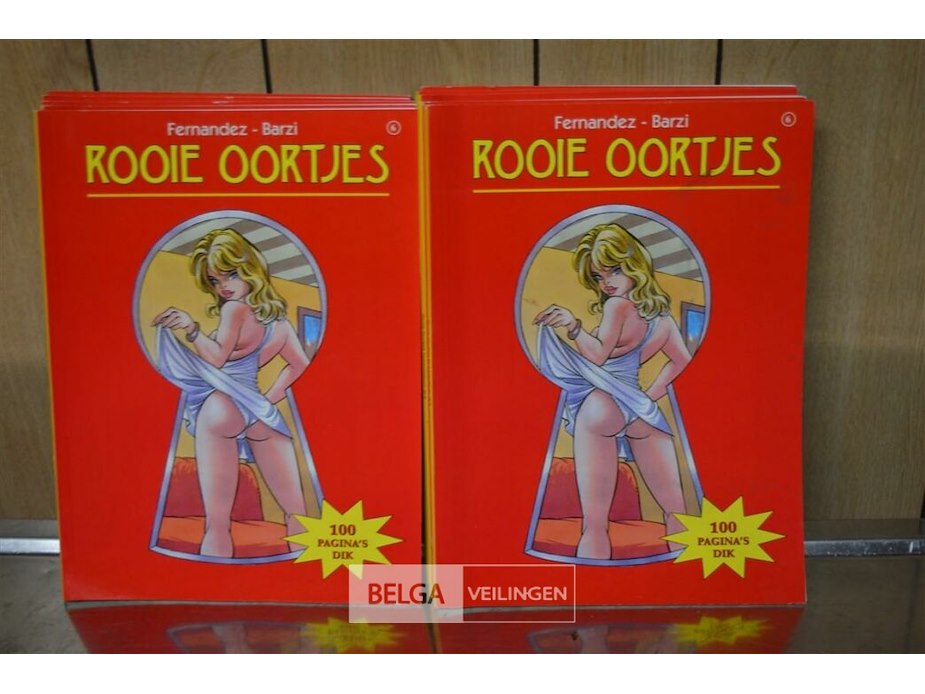 Fernandez - Barzi
6
ROOIE OORTJES
100
PAGINA'S
DIK
Fernandez - Barzi
6
ROOIE OORTJES
100
PAGINA'S
DIK
BELGA VEILINGEN